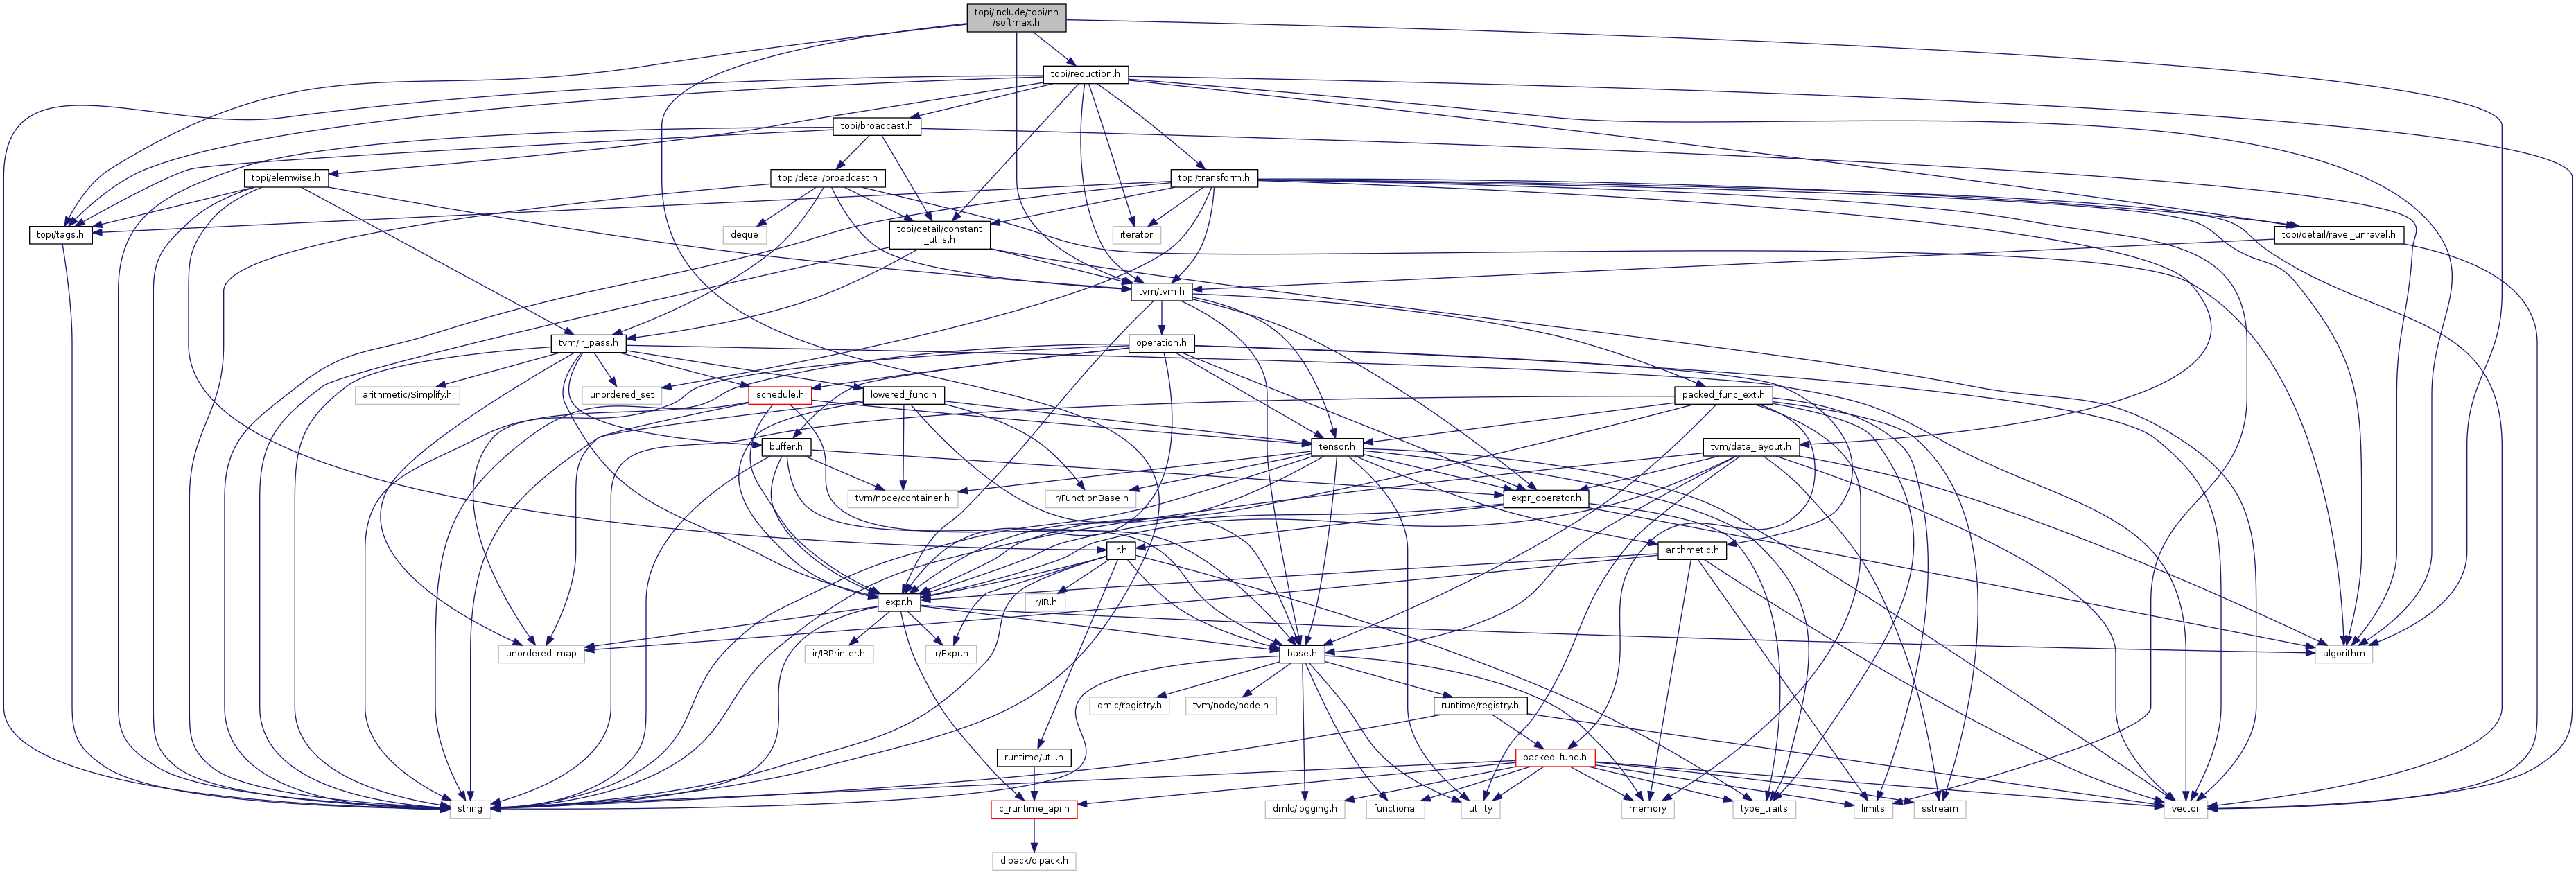 topi/include/topi/nn
/softmax.h
topi/reduction.h
topi/broadcast.h
topi/elemwise.h
topi/detail/broadcast.h
topi/transform.h
topi/tags.h
deque
topi/detail/constant
_utils.h
iterator
topi/detail/ravel_unravel.h
tvm/tvm.h
tvm/ir_pass.h
operation.h
arithmetic/Simplify.h
unordered_set
schedule.h
lowered_func.h
packed_func_ext.h
buffer.h
tensor.h
tvm/data_layout.h
tvm/node/container.h
ir/FunctionBase.h
expr_operator.h
ir.h
arithmetic.h
expr.h
ir/IR.h
unordered_map
ir/IRPrinter.h
ir/Expr.h
base.h
algorithm
dmlc/registry.h
tvm/node/node.h
runtime/registry.h
runtime/util.h
packed_func.h
string
c_runtime_api.h
dmlc/logging.h
functional
utility
memory
type_traits
limits
sstream
vector
dlpack/dlpack.h